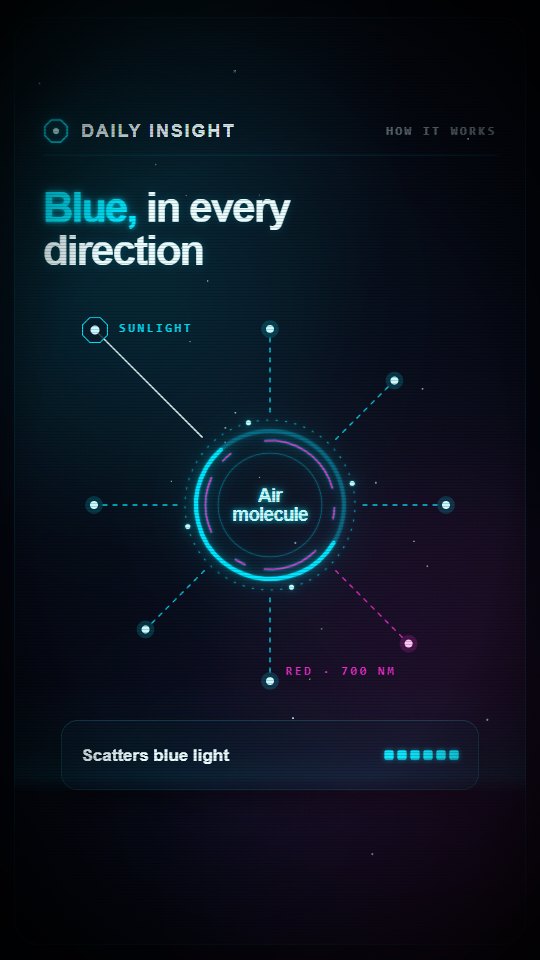 DAILY INSIGHT
HOW IT WORKS
Blue, in every
direction
SUNLIGHT
Air
molecule
RED · 700 NM
Scatters blue light